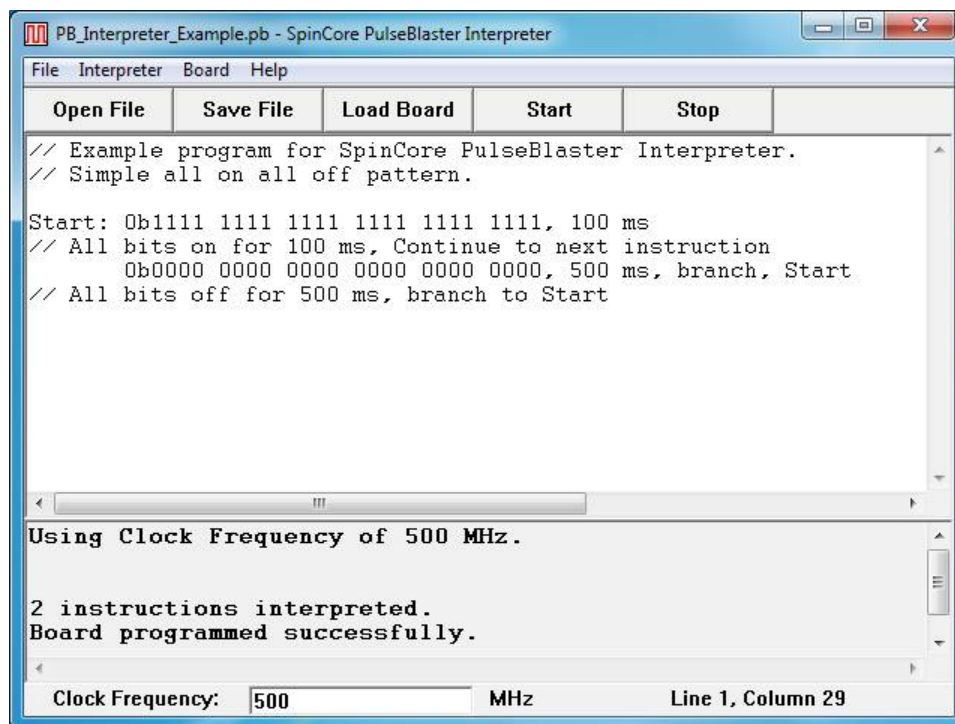 PB_Interpreter_Example.pb - SpinCore PulseBlaster Interpreter
File Interpreter Board Help
Open File Save File Load Board Start Stop
// Example program for SpinCore PulseBlaster Interpreter.
// Simple all on all off pattern.
Start: 0b1111 1111 1111 1111 1111 1111, 100 ms
// All bits on for 100 ms, Continue to next instruction
0b0000 0000 0000 0000 0000 0000, 500 ms, branch, Start
// All bits off for 500 ms, branch to Start
Using Clock Frequency of 500 MHz.
2 instructions interpreted.
Board programmed successfully.
Clock Frequency: 500 MHz Line 1, Column 29